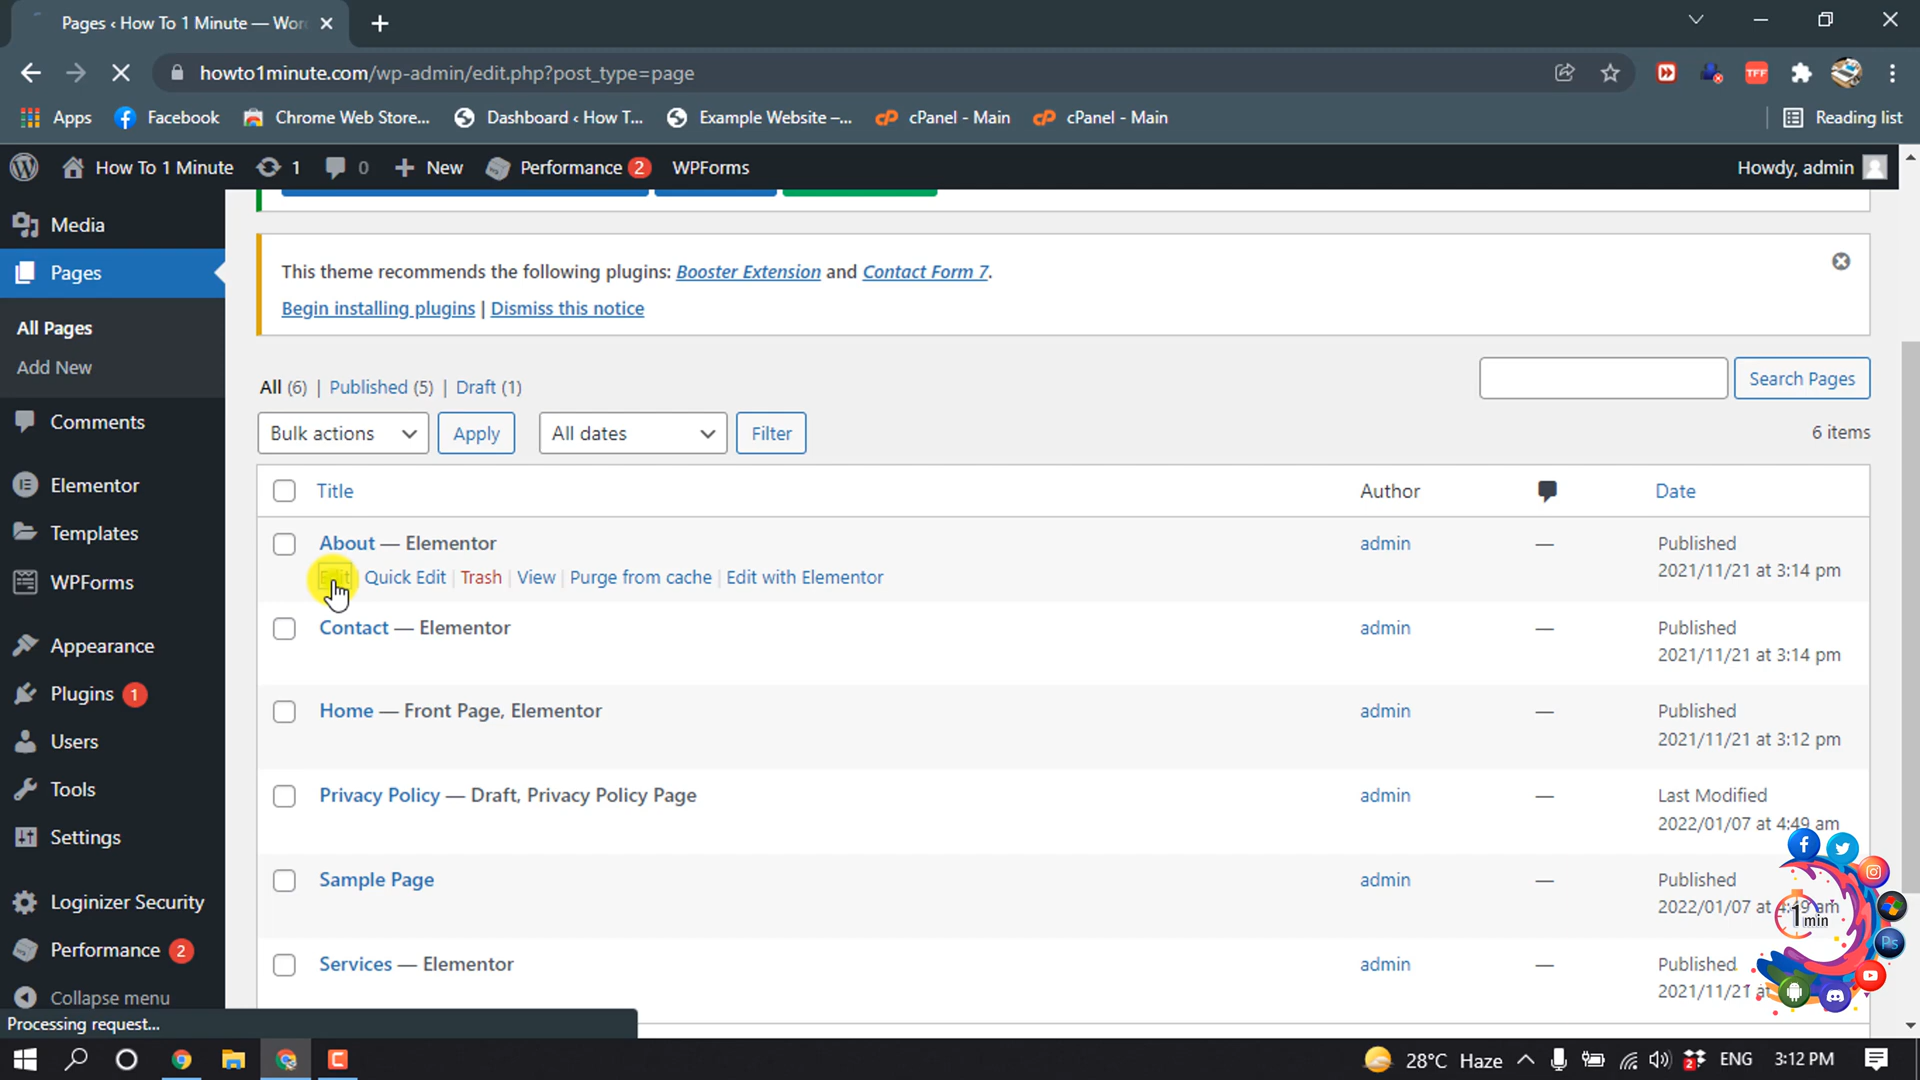 Pages ‹ How To 1 Minute — Wor
howto1minute.com/wp-admin/edit.php?post_type=page
Apps
Facebook
Chrome Web Store...
Dashboard ‹ How T...
Example Website –...
cPanel - Main
cPanel - Main
Reading list
How To 1 Minute
1
0
New
Performance 2
WPForms
Howdy, admin
Media
Pages
All Pages
Add New
Comments
Elementor
Templates
WPForms
Appearance
Plugins 1
Users
Tools
Settings
Loginizer Security
Performance 2
Collapse menu
This theme recommends the following plugins: Booster Extension and Contact Form 7.
Begin installing plugins | Dismiss this notice
All (6) | Published (5) | Draft (1)
Search Pages
Bulk actions
Apply
All dates
Filter
6 items
Title
Author
Date
About — Elementor
admin
—
Published
2021/11/21 at 3:14 pm
Edit | Quick Edit | Trash | View | Purge from cache | Edit with Elementor
Contact — Elementor
admin
—
Published
2021/11/21 at 3:14 pm
Home — Front Page, Elementor
admin
—
Published
2021/11/21 at 3:12 pm
Privacy Policy — Draft, Privacy Policy Page
admin
—
Last Modified
2022/01/07 at 4:49 am
Sample Page
admin
—
Published
2022/01/07 at 4:49 am
Services — Elementor
admin
—
Published
2021/11/21 at
1min
Ps
Processing request...
28°C Haze
2
ENG
3:12 PM
TFF